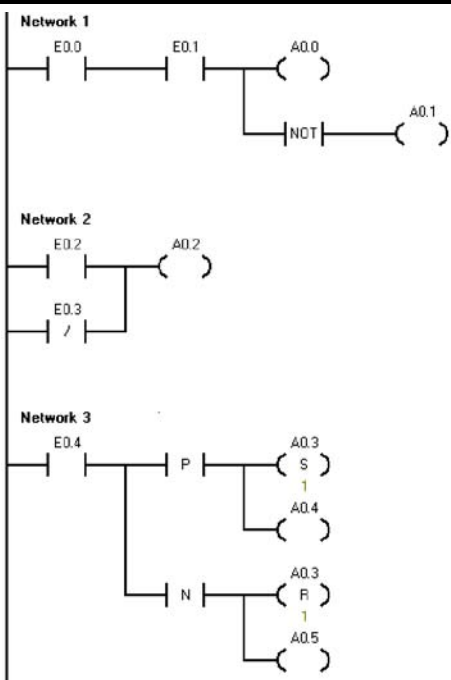 Network 1
E0.0 E0.1 A0.0
NOT A0.1
Network 2
E0.2 A0.2
E0.3
/
Network 3
E0.4 P A0.3
S
1
A0.4
N A0.3
R
1
A0.5